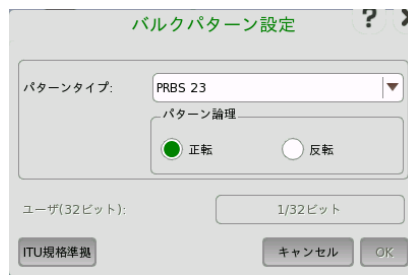 バルクパターン設定 ?
パターンタイプ: PRBS 23
パターン論理
正転 反転
ユーザ(32ビット): 1/32ビット
ITU規格準拠 キャンセル OK